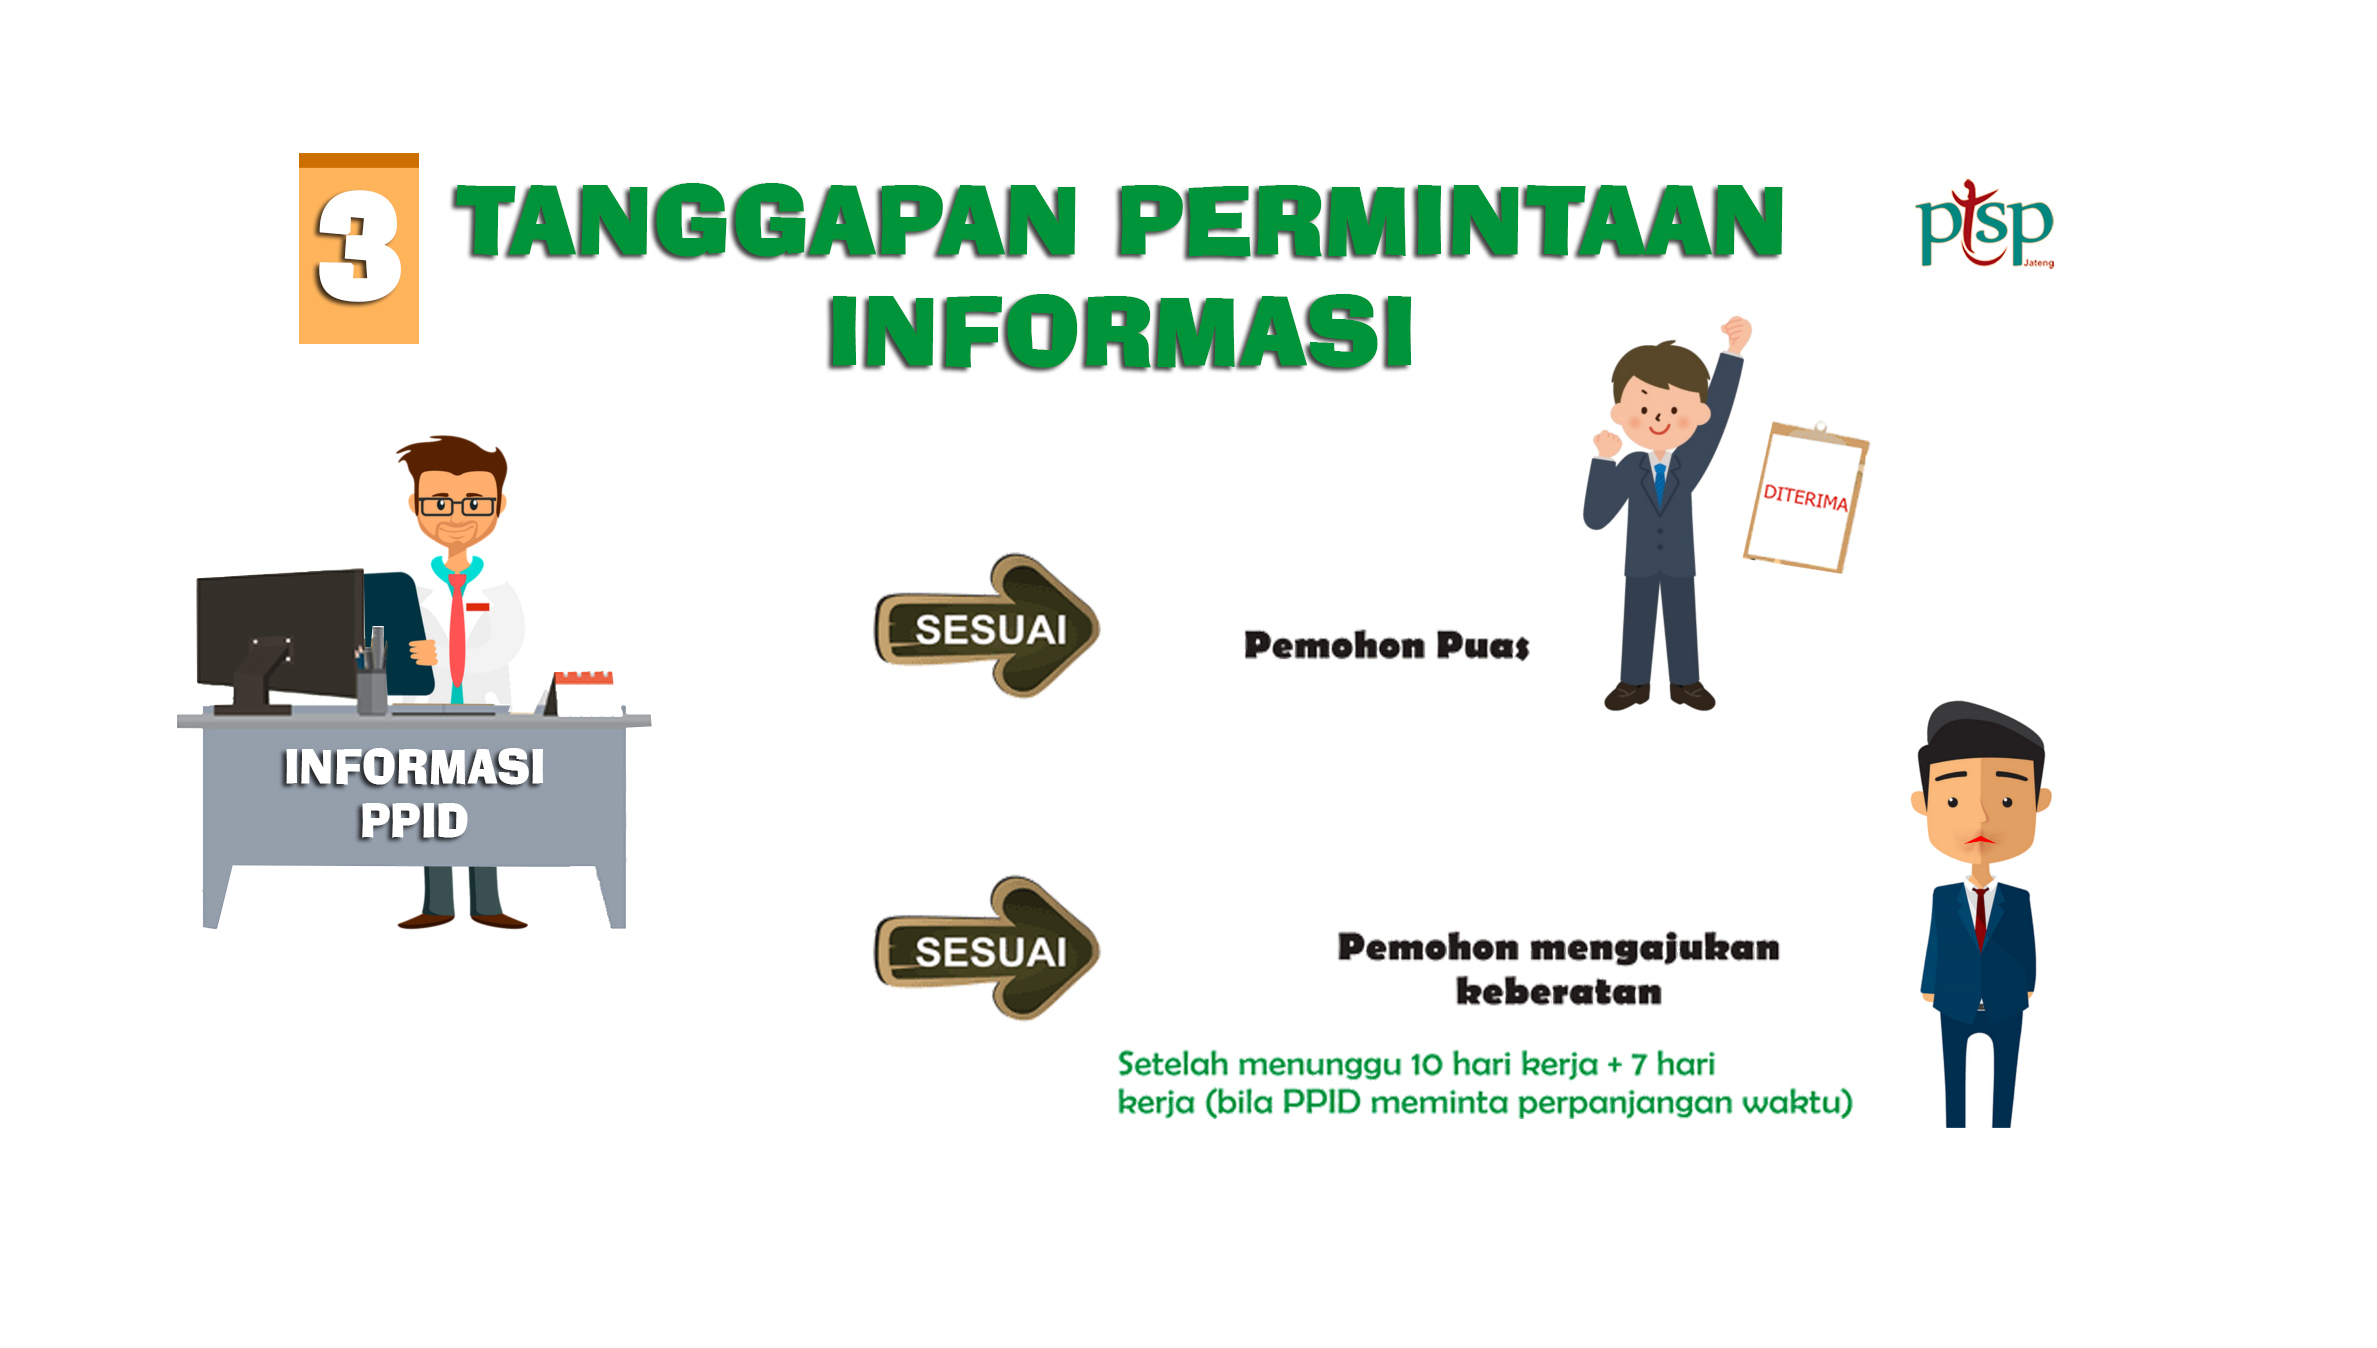 3
TANGGAPAN PERMINTAAN
INFORMASI
ptsp
Jateng
DITERIMA
SESUAI
Pemohon Puas
INFORMASI
PPID
SESUAI
Pemohon mengajukan
keberatan
Setelah menunggu 10 hari kerja + 7 hari
kerja (bila PPID meminta perpanjangan waktu)